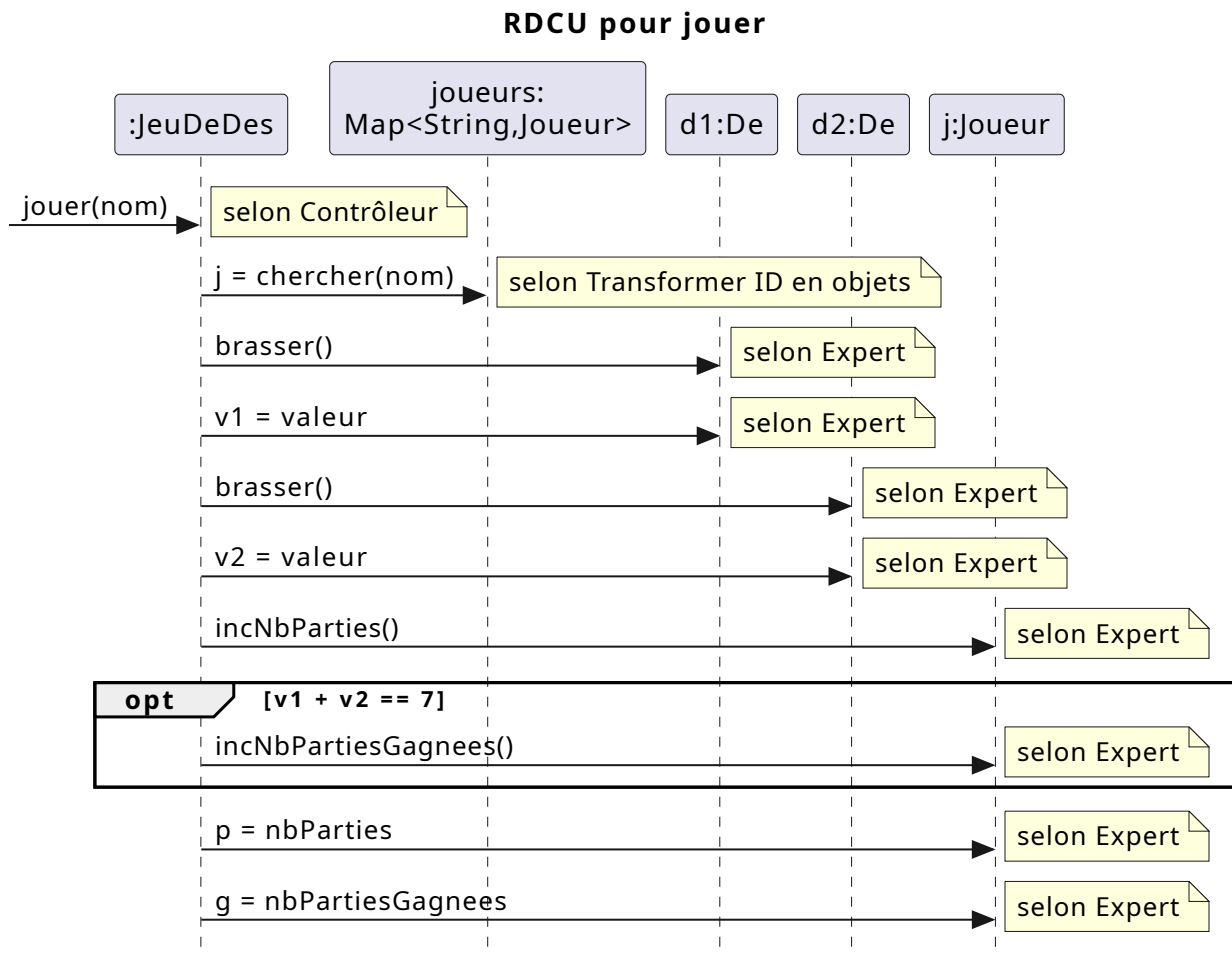 RDCU pour jouer
:JeuDeDes
joueurs:
Map<String,Joueur>
d1:De
d2:De
j:Joueur
jouer(nom)
selon Contrôleur
j = chercher(nom)
selon Transformer ID en objets
brasser()
selon Expert
v1 = valeur
selon Expert
brasser()
selon Expert
v2 = valeur
selon Expert
incNbParties()
selon Expert
opt
[v1 + v2 == 7]
incNbPartiesGagnees()
selon Expert
p = nbParties
selon Expert
g = nbPartiesGagnees
selon Expert